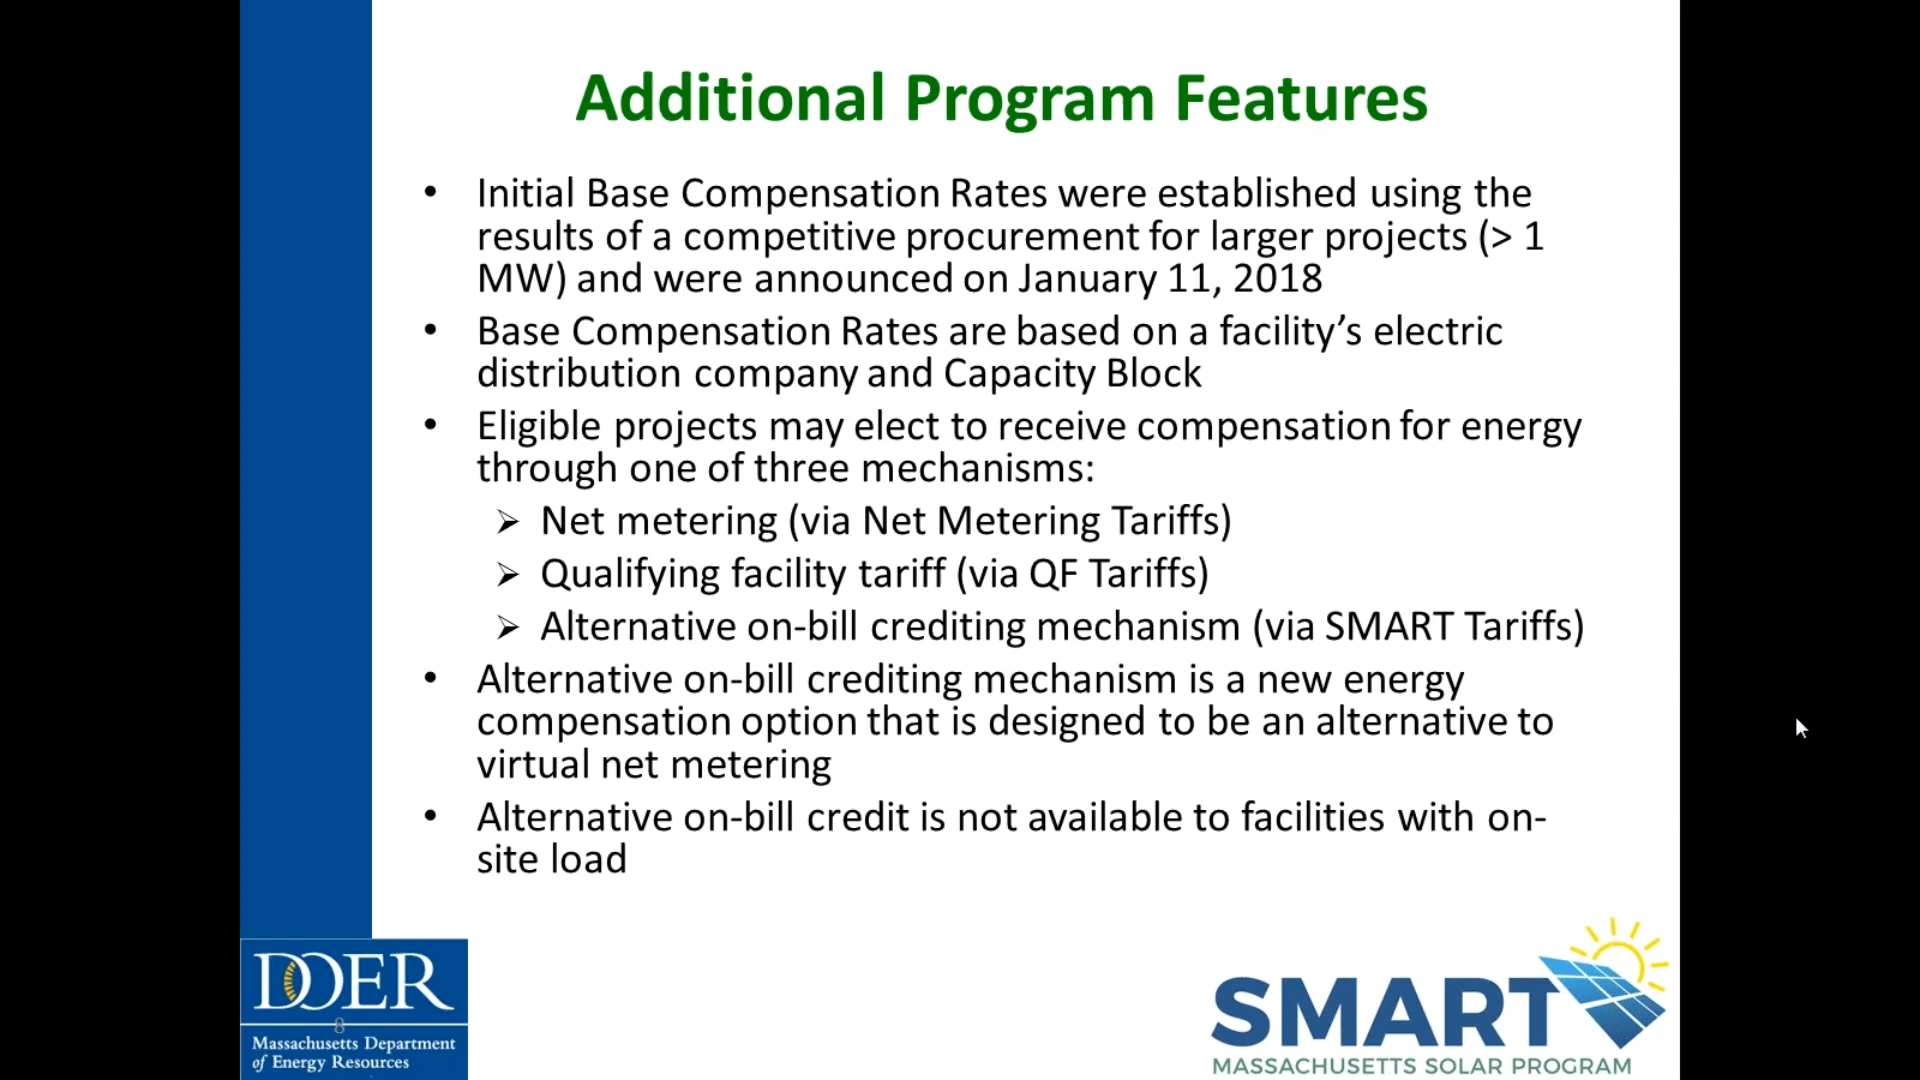 Additional Program Features
• Initial Base Compensation Rates were established using the
results of a competitive procurement for larger projects (> 1
MW) and were announced on January 11, 2018
• Base Compensation Rates are based on a facility’s electric
distribution company and Capacity Block
• Eligible projects may elect to receive compensation for energy
through one of three mechanisms:
➢ Net metering (via Net Metering Tariffs)
➢ Qualifying facility tariff (via QF Tariffs)
➢ Alternative on-bill crediting mechanism (via SMART Tariffs)
• Alternative on-bill crediting mechanism is a new energy
compensation option that is designed to be an alternative to
virtual net metering
• Alternative on-bill credit is not available to facilities with on-
site load
DOER
8
Massachusetts Department
of Energy Resources
SMART
MASSACHUSETTS SOLAR PROGRAM